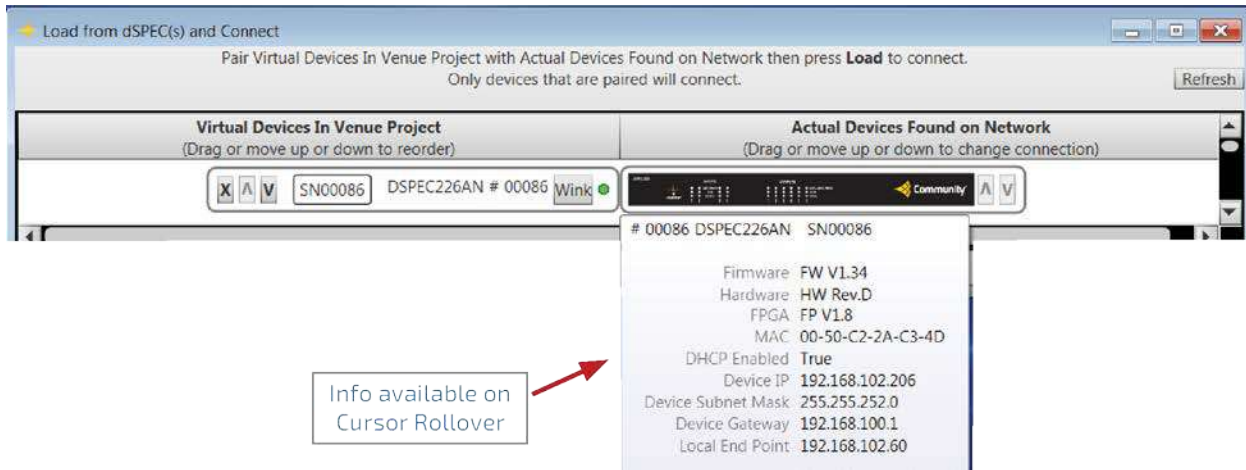 Load from dSPEC(s) and Connect
Pair Virtual Devices In Venue Project with Actual Devices Found on Network then press Load to connect.
Only devices that are paired will connect.
Refresh
Virtual Devices In Venue Project
(Drag or move up or down to reorder)
Actual Devices Found on Network
(Drag or move up or down to change connection)
X Λ V SN00086 DSPEC226AN # 00086 Wink
Community Λ V
# 00086 DSPEC226AN SN00086
Firmware FW V1.34
Hardware HW Rev.D
FPGA FP V1.8
MAC 00-50-C2-2A-C3-4D
DHCP Enabled True
Device IP 192.168.102.206
Device Subnet Mask 255.255.252.0
Device Gateway 192.168.100.1
Local End Point 192.168.102.60
Info available on
Cursor Rollover